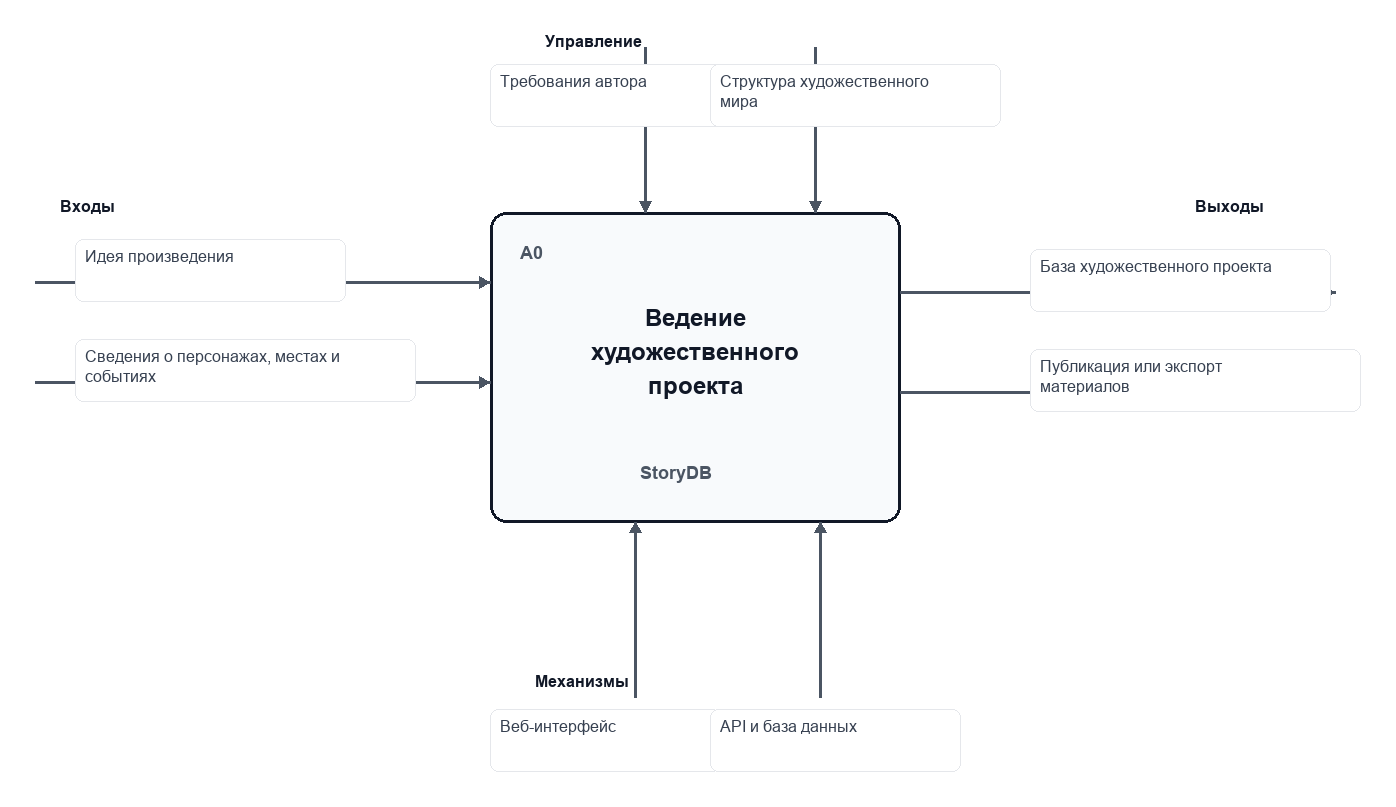 Управление
Требования автора
Структура художественного
мира
Входы
Выходы
Идея произведения
База художественного проекта
Сведения о персонажах, местах и
событиях
Публикация или экспорт
материалов
A0
Ведение
художественного
проекта
StoryDB
Механизмы
Веб-интерфейс
API и база данных